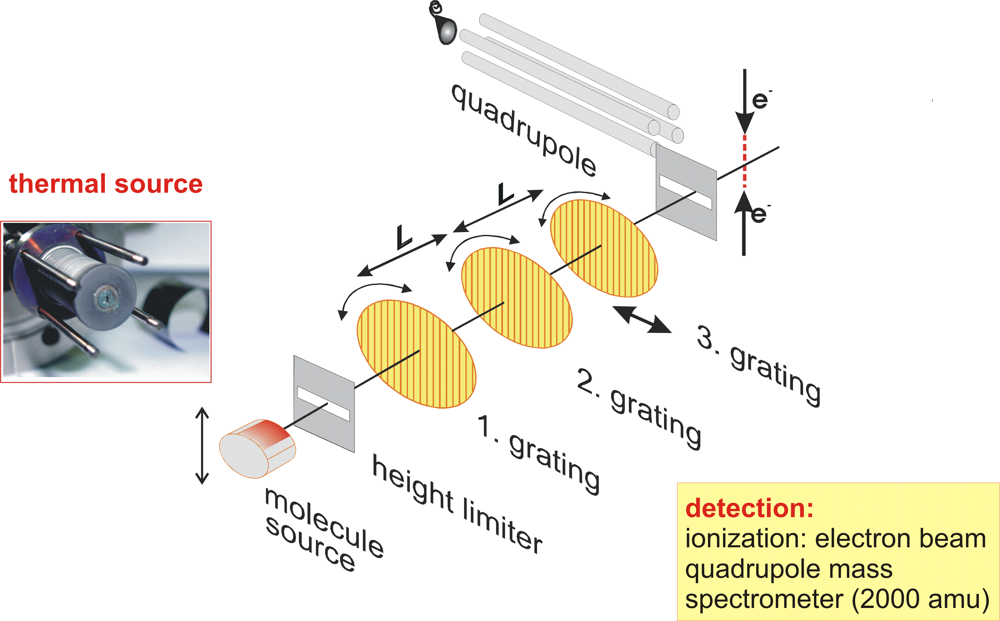 quadrupole
e-
e-
thermal source
L
L
3. grating
2. grating
1. grating
height limiter
molecule
source
detection:
ionization: electron beam
quadrupole mass
spectrometer (2000 amu)